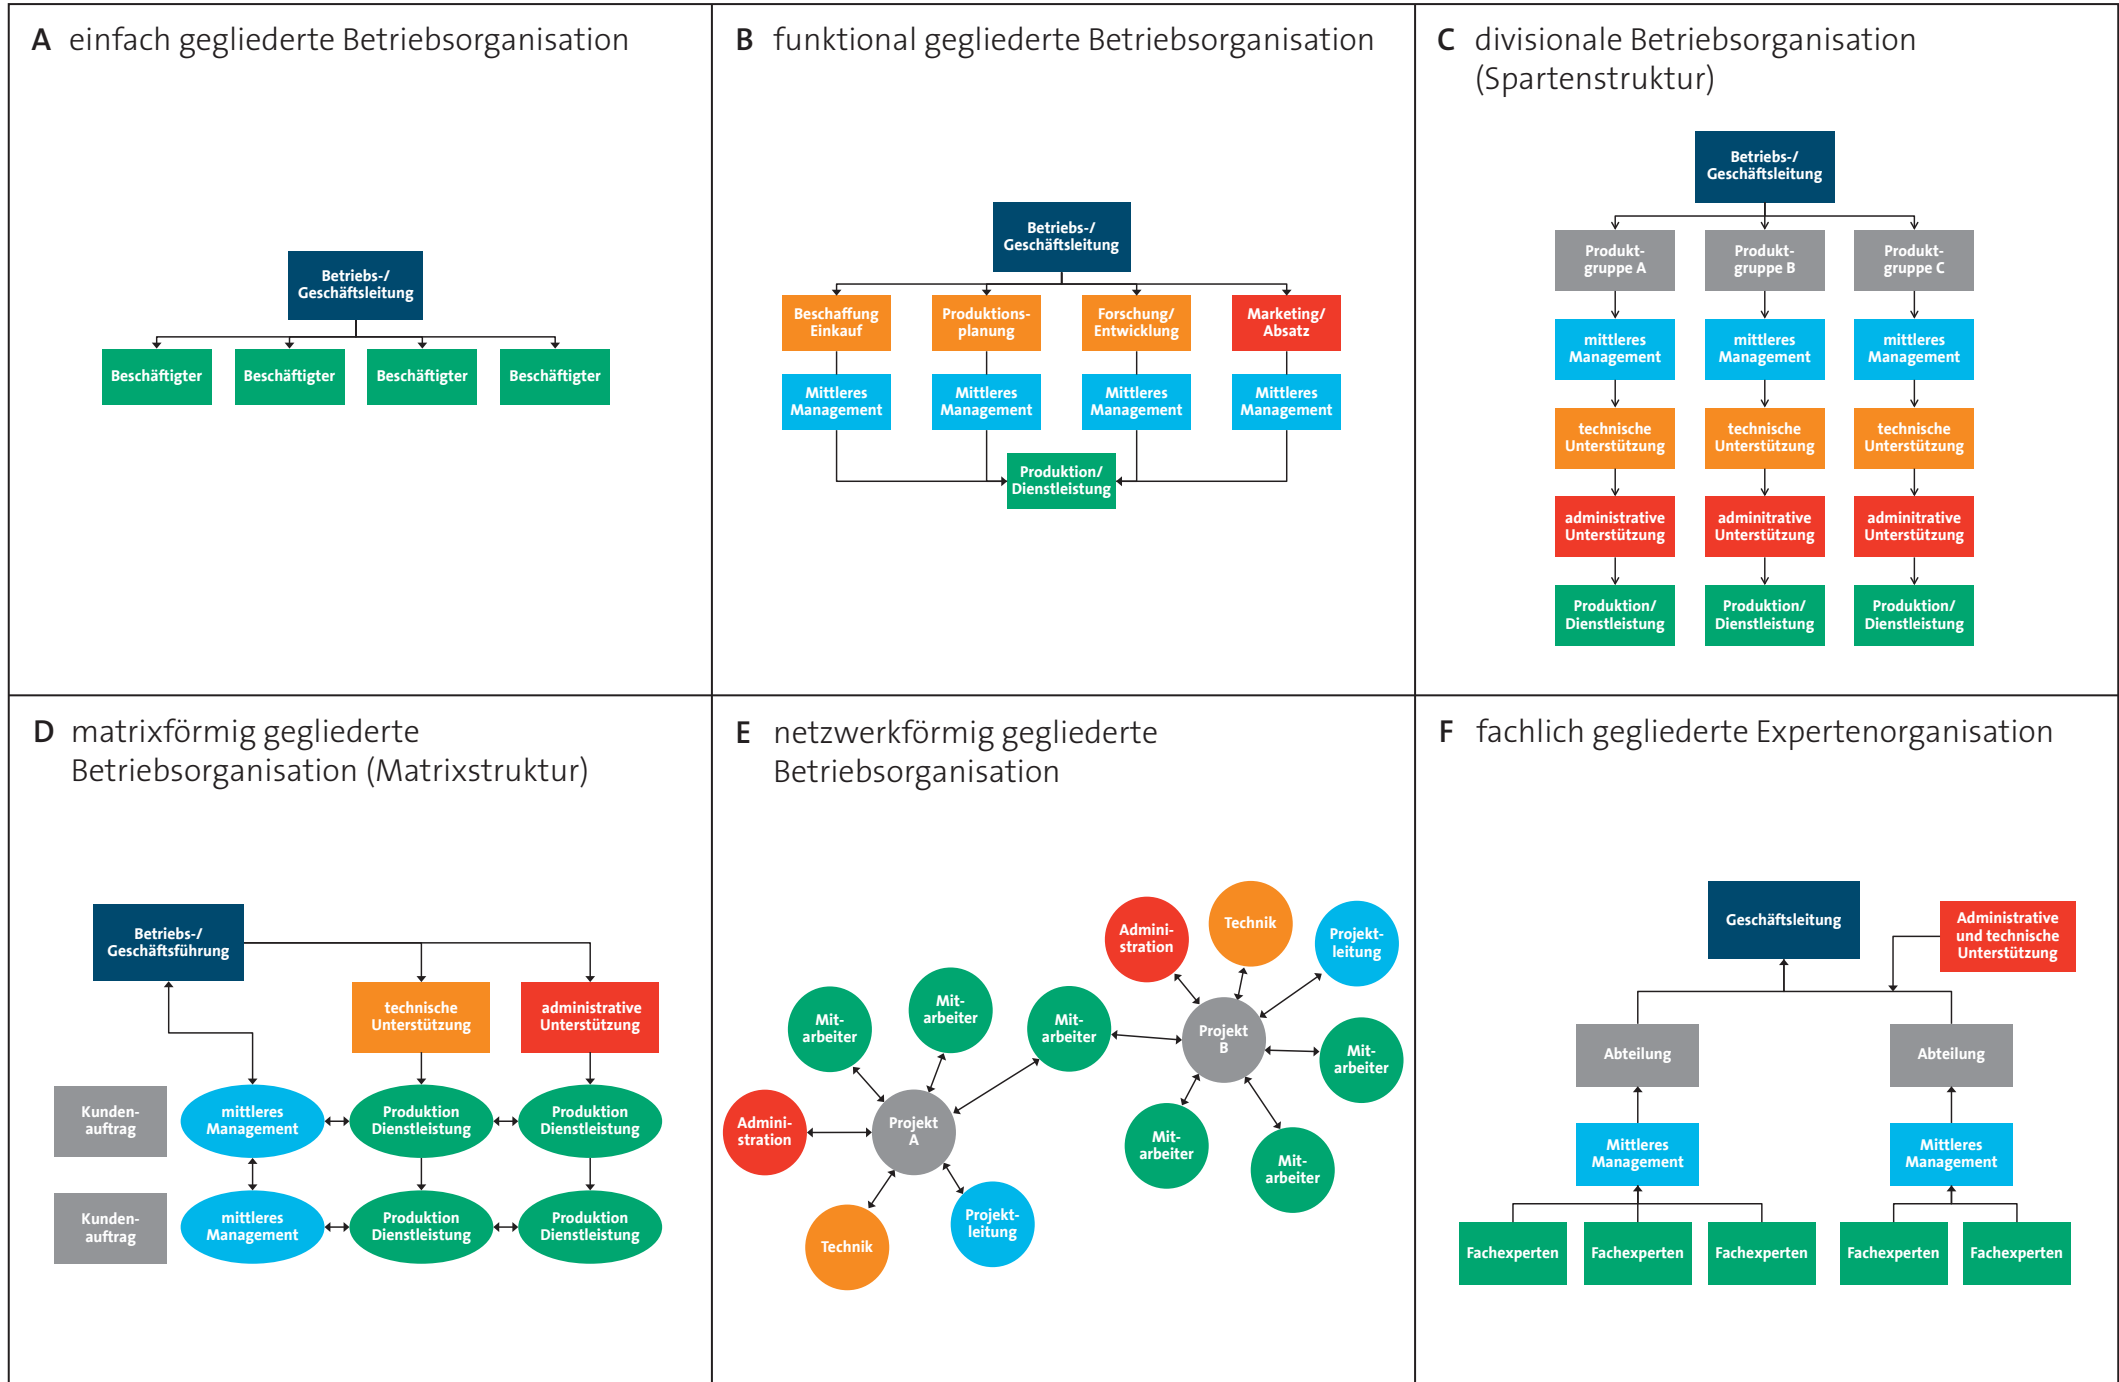 A einfach gegliederte Betriebsorganisation
Betriebs-/
Geschäftsleitung
Beschäftigter Beschäftigter Beschäftigter Beschäftigter
B funktional gegliederte Betriebsorganisation
Betriebs-/
Geschäftsleitung
Beschaffung
Einkauf
Produktions-
planung
Forschung/
Entwicklung
Marketing/
Absatz
Mittleres
Management
Mittleres
Management
Mittleres
Management
Mittleres
Management
Produktion/
Dienstleistung
C divisionale Betriebsorganisation
(Spartenstruktur)
Betriebs-/
Geschäftsleitung
Produkt-
gruppe A
Produkt-
gruppe B
Produkt-
gruppe C
mittleres
Management
mittleres
Management
mittleres
Management
technische
Unterstützung
technische
Unterstützung
technische
Unterstützung
administrative
Unterstützung
adminitrative
Unterstützung
adminitrative
Unterstützung
Produktion/
Dienstleistung
Produktion/
Dienstleistung
Produktion/
Dienstleistung
D matrixförmig gegliederte
Betriebsorganisation (Matrixstruktur)
Betriebs-/
Geschäftsführung
technische
Unterstützung
administrative
Unterstützung
Kunden-
auftrag
mittleres
Management
Produktion
Dienstleistung
Produktion
Dienstleistung
Kunden-
auftrag
mittleres
Management
Produktion
Dienstleistung
Produktion
Dienstleistung
E netzwerkförmig gegliederte
Betriebsorganisation
Admini-
stration
Technik
Projekt-
leitung
Mit-
arbeiter
Mit-
arbeiter
Mit-
arbeiter
Projekt
B
Mit-
arbeiter
Admini-
stration
Projekt
A
Mit-
arbeiter
Mit-
arbeiter
Technik
Projekt-
leitung
F fachlich gegliederte Expertenorganisation
Geschäftsleitung
Administrative
und technische
Unterstützung
Abteilung Abteilung
Mittleres
Management
Mittleres
Management
Fachexperten Fachexperten Fachexperten Fachexperten Fachexperten